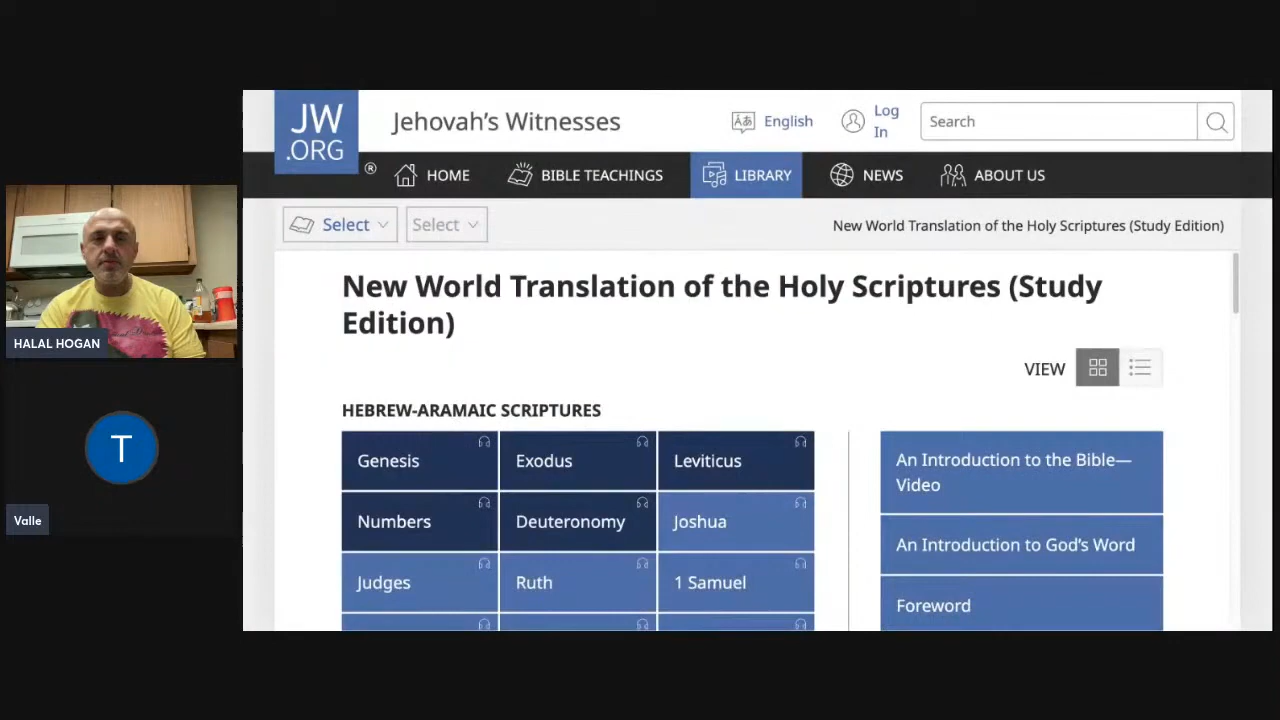 JW
.ORG
®
Jehovah's Witnesses
English
Log
In
Search
HOME
BIBLE TEACHINGS
LIBRARY
NEWS
ABOUT US
Select
Select
New World Translation of the Holy Scriptures (Study Edition)
New World Translation of the Holy Scriptures (Study
Edition)
VIEW
HEBREW-ARAMAIC SCRIPTURES
Genesis
Exodus
Leviticus
Numbers
Deuteronomy
Joshua
Judges
Ruth
1 Samuel
An Introduction to the Bible—
Video
An Introduction to God's Word
Foreword
HALAL HOGAN
T
Valle